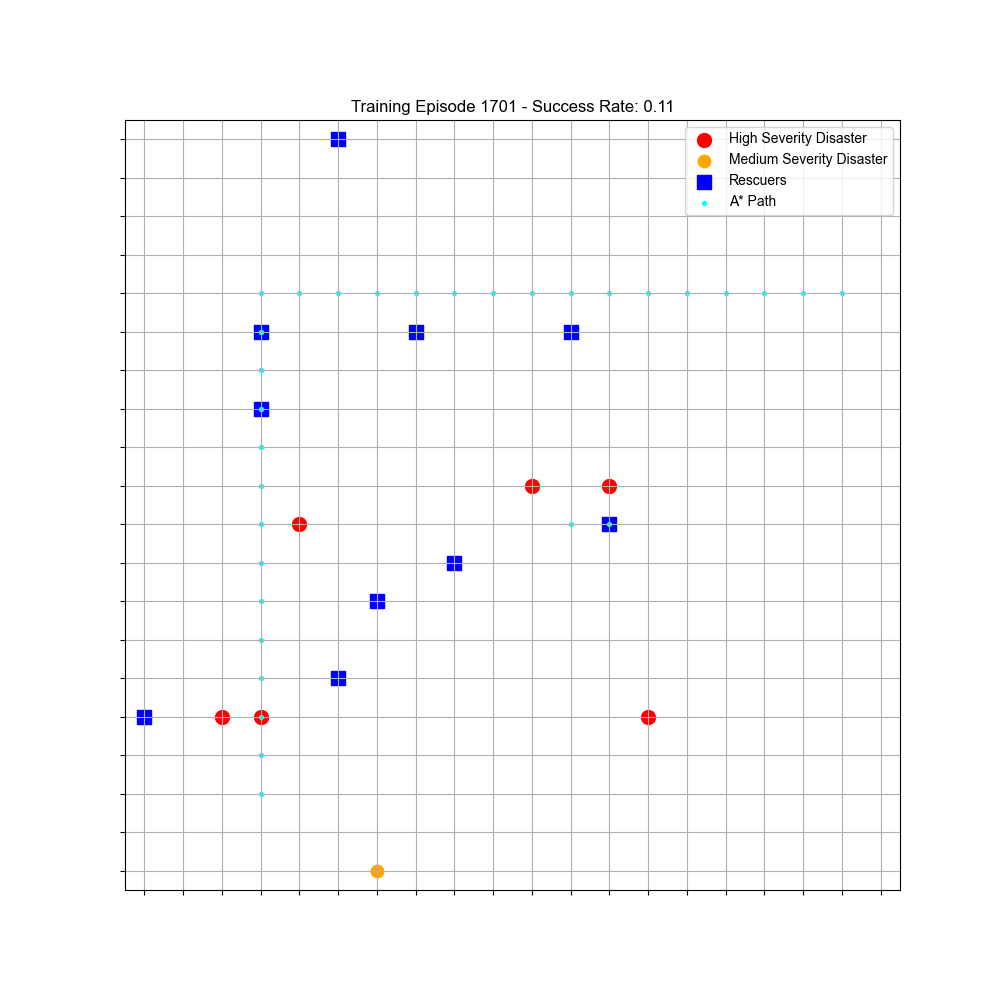 Training Episode 1701 - Success Rate: 0.11
High Severity Disaster
Medium Severity Disaster
Rescuers
A* Path